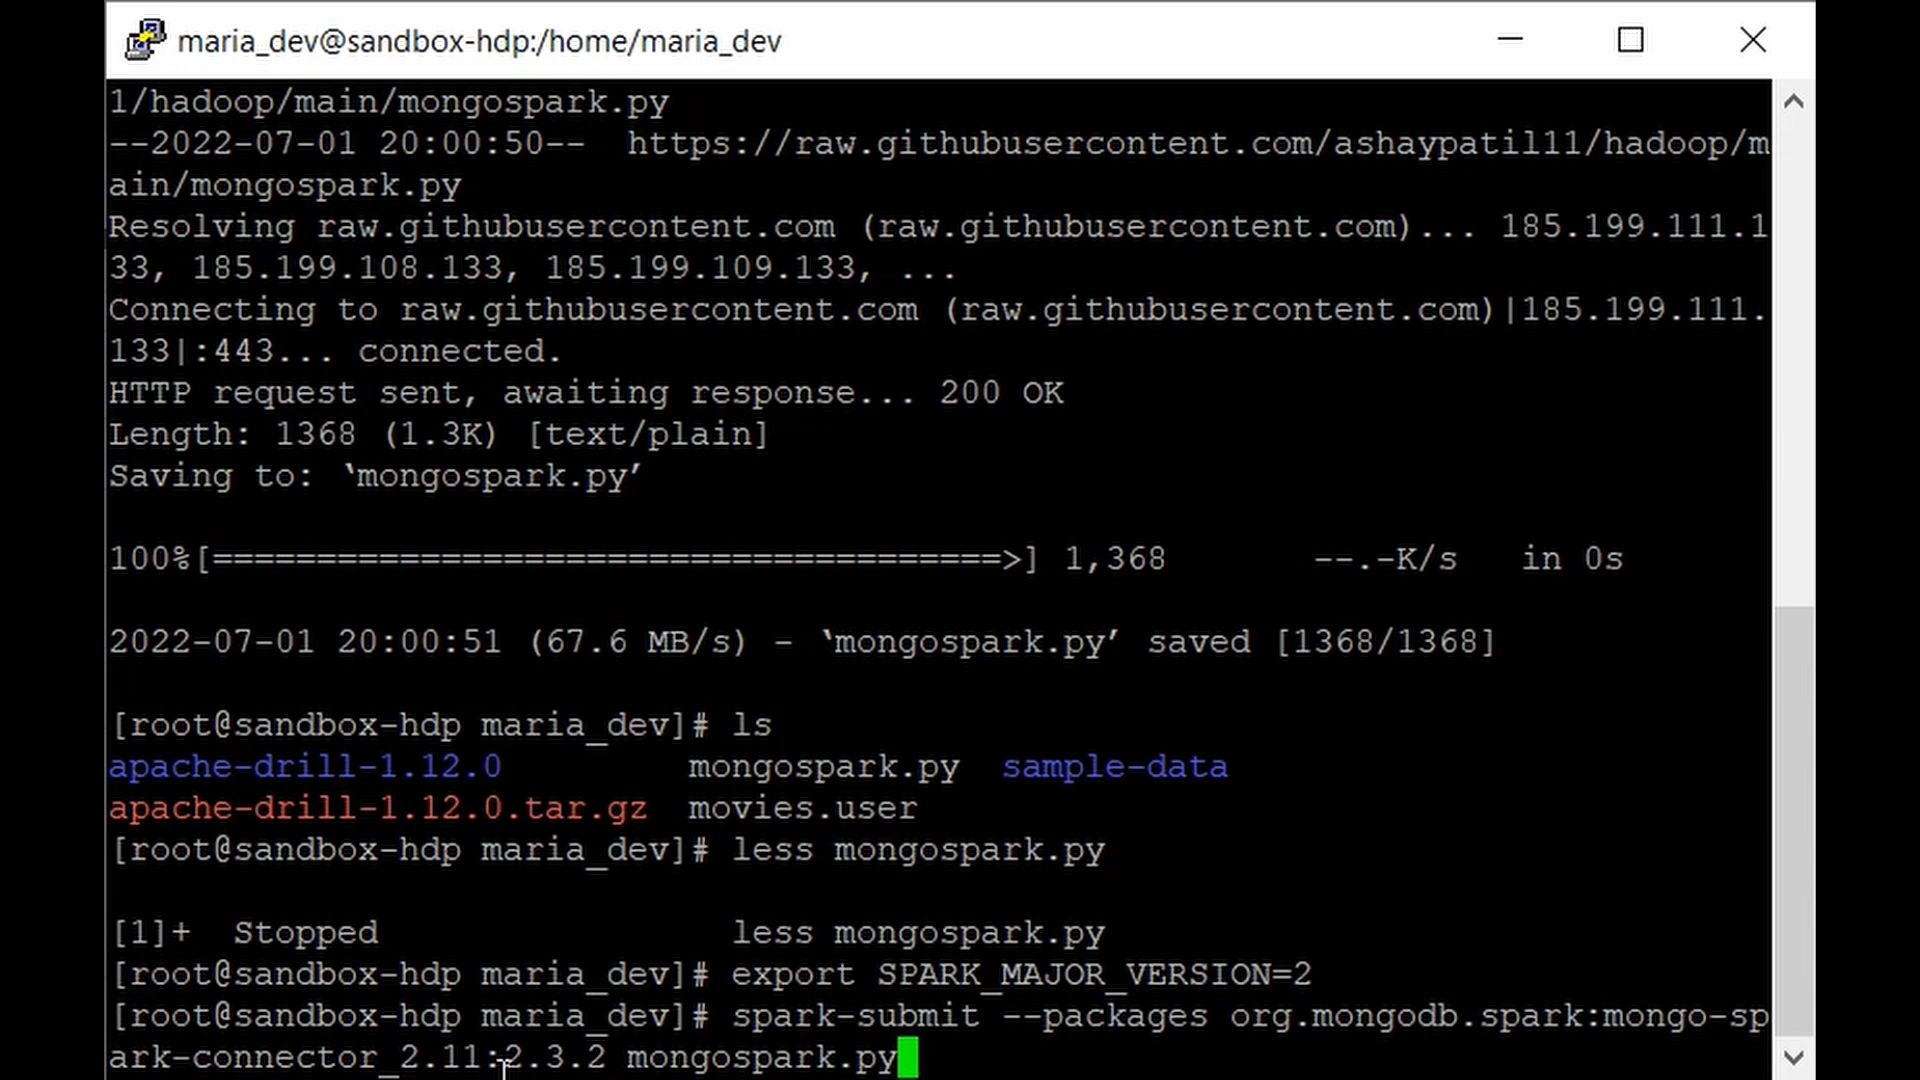 maria_dev@sandbox-hdp:/home/maria_dev
1/hadoop/main/mongospark.py
--2022-07-01 20:00:50--  https://raw.githubusercontent.com/ashaypatil11/hadoop/m
ain/mongospark.py
Resolving raw.githubusercontent.com (raw.githubusercontent.com)... 185.199.111.1
33, 185.199.108.133, 185.199.109.133, ...
Connecting to raw.githubusercontent.com (raw.githubusercontent.com)|185.199.111.
133|:443... connected.
HTTP request sent, awaiting response... 200 OK
Length: 1368 (1.3K) [text/plain]
Saving to: ‘mongospark.py’
100%[======================================>] 1,368       --.-K/s   in 0s
2022-07-01 20:00:51 (67.6 MB/s) - ‘mongospark.py’ saved [1368/1368]
[root@sandbox-hdp maria_dev]# ls
apache-drill-1.12.0         mongospark.py  sample-data
apache-drill-1.12.0.tar.gz  movies.user
[root@sandbox-hdp maria_dev]# less mongospark.py
[1]+  Stopped                 less mongospark.py
[root@sandbox-hdp maria_dev]# export SPARK_MAJOR_VERSION=2
[root@sandbox-hdp maria_dev]# spark-submit --packages org.mongodb.spark:mongo-sp
ark-connector_2.11:2.3.2 mongospark.py